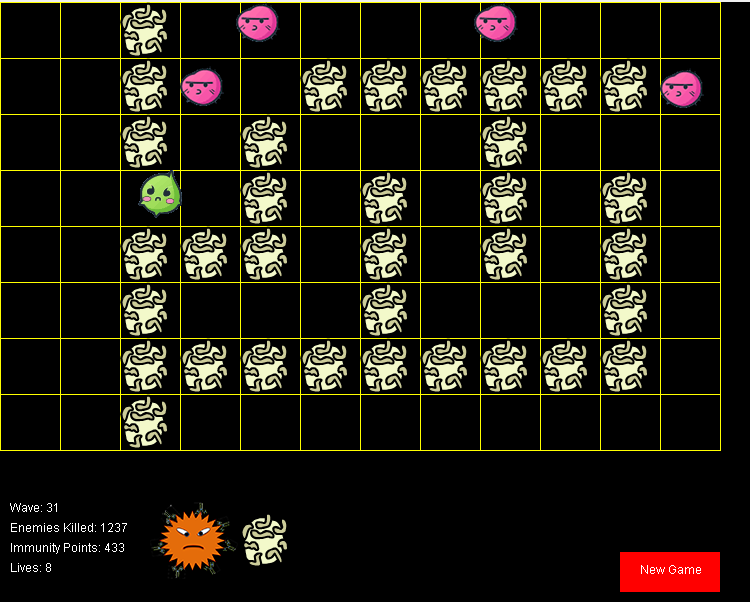 Wave: 31
Enemies Killed: 1237
Immunity Points: 433
Lives: 8
New Game